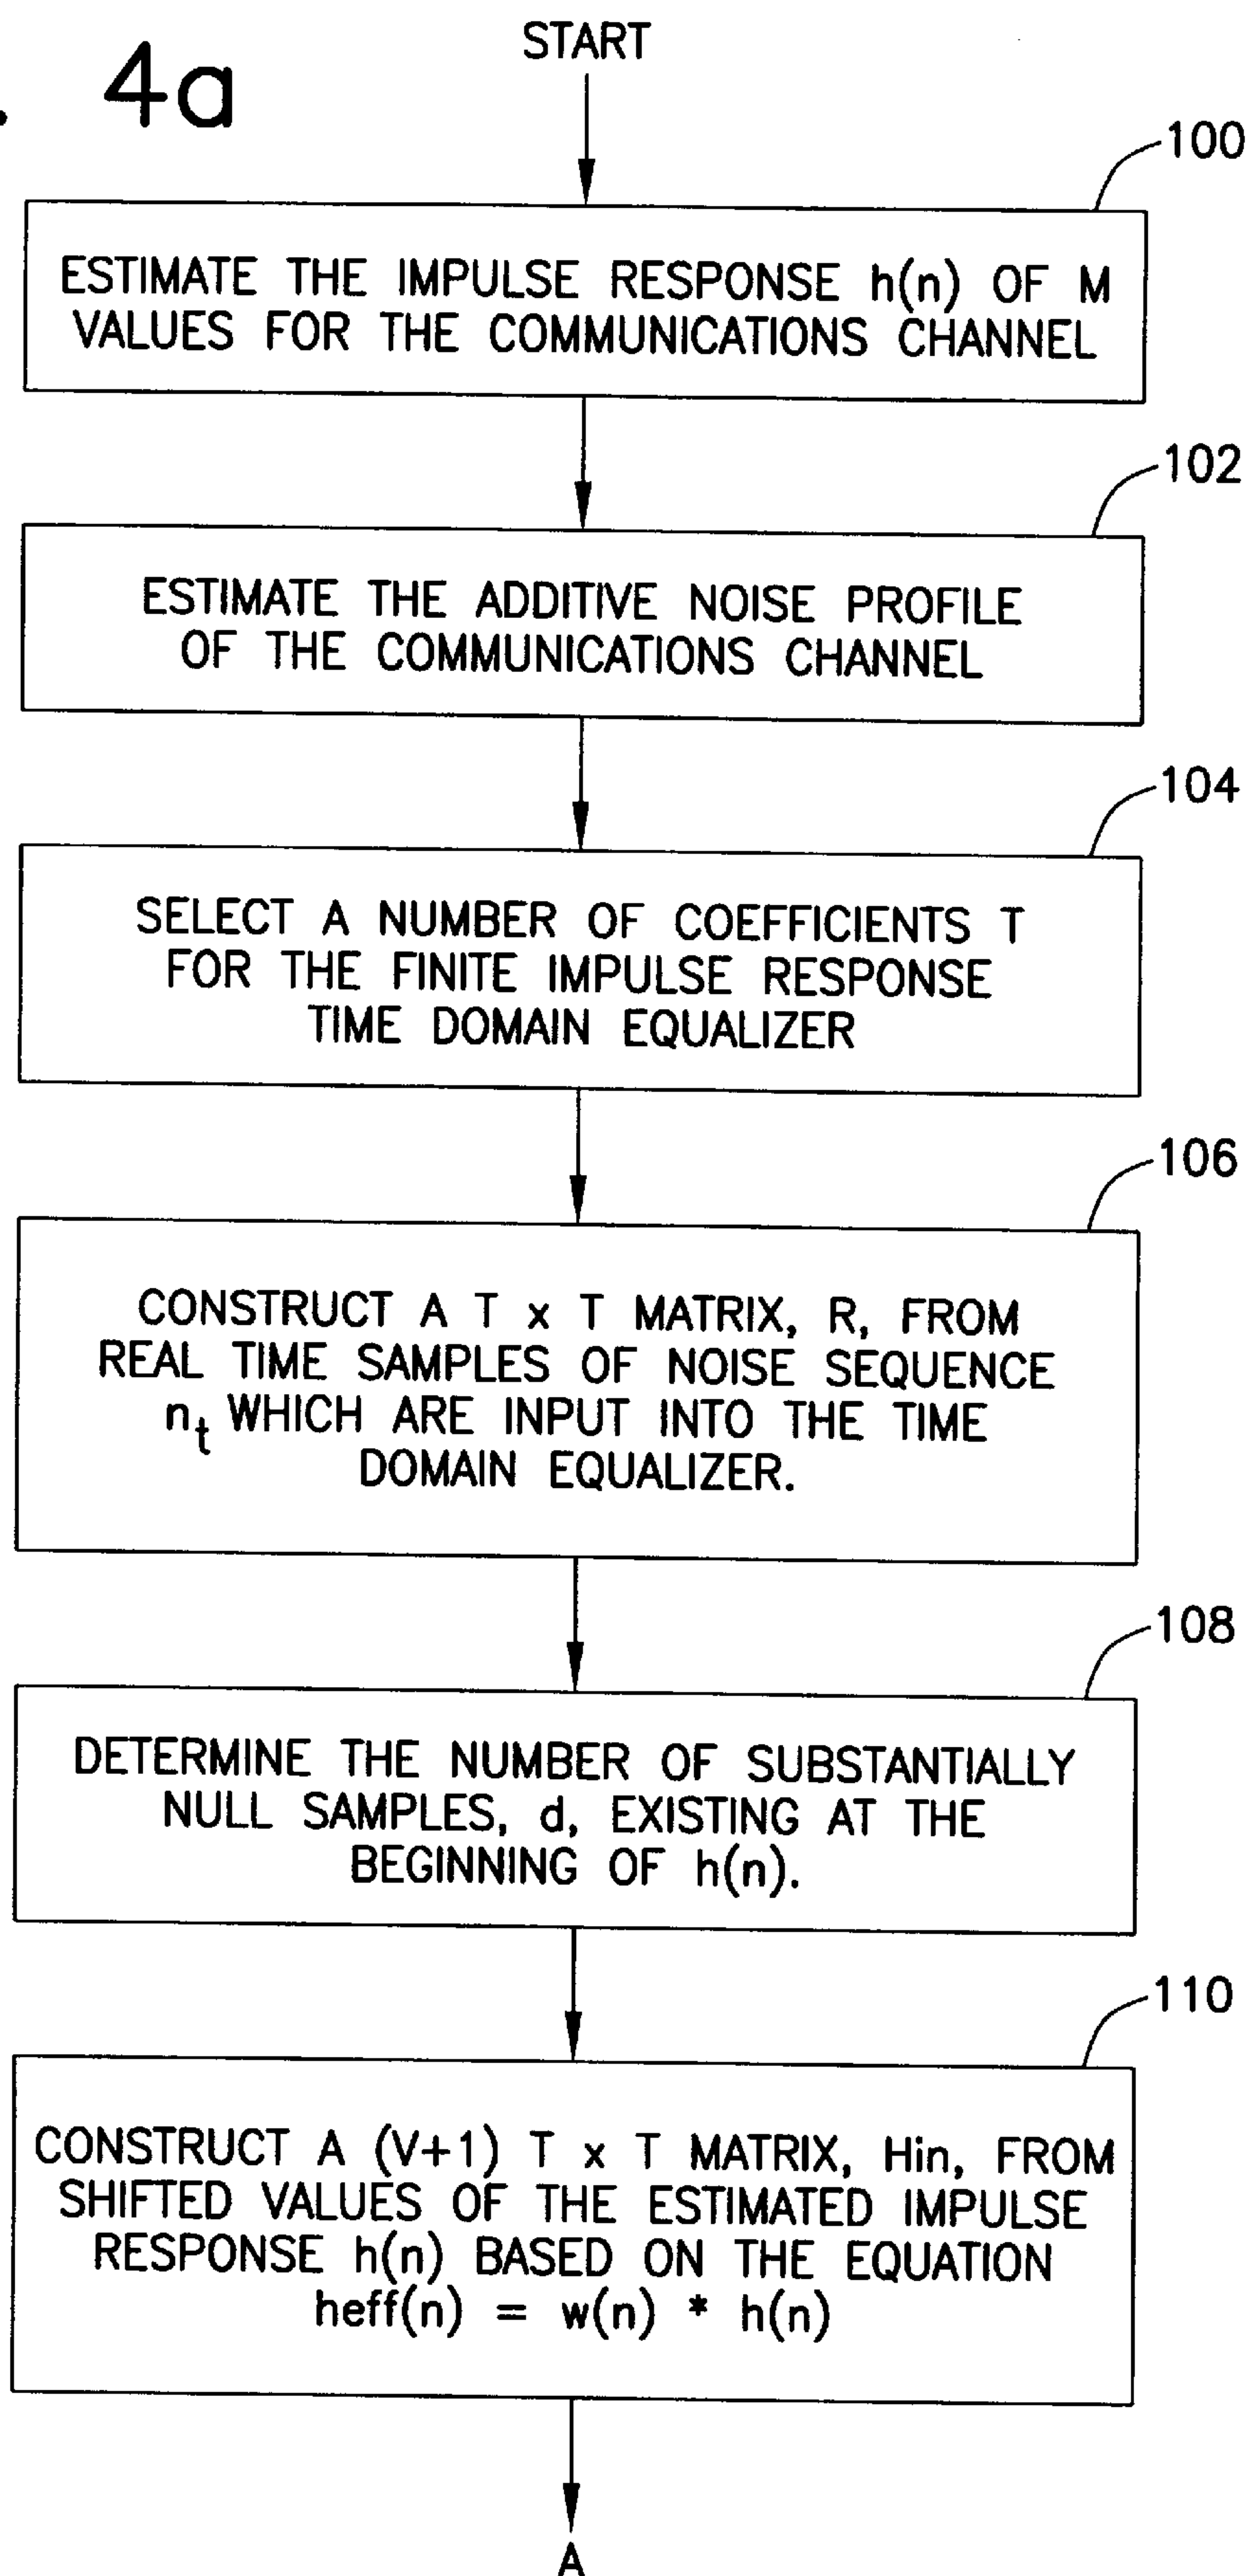 . 4a
START
100
ESTIMATE THE IMPULSE RESPONSE h(n) OF M
VALUES FOR THE COMMUNICATIONS CHANNEL
102
ESTIMATE THE ADDITIVE NOISE PROFILE
OF THE COMMUNICATIONS CHANNEL
104
SELECT A NUMBER OF COEFFICIENTS T
FOR THE FINITE IMPULSE RESPONSE
TIME DOMAIN EQUALIZER
106
CONSTRUCT A T x T MATRIX, R, FROM
REAL TIME SAMPLES OF NOISE SEQUENCE
nt WHICH ARE INPUT INTO THE TIME
DOMAIN EQUALIZER.
108
DETERMINE THE NUMBER OF SUBSTANTIALLY
NULL SAMPLES, d, EXISTING AT THE
BEGINNING OF h(n).
110
CONSTRUCT A (V+1) T x T MATRIX, Hin, FROM
SHIFTED VALUES OF THE ESTIMATED IMPULSE
RESPONSE h(n) BASED ON THE EQUATION
heff(n) = w(n) * h(n)
A